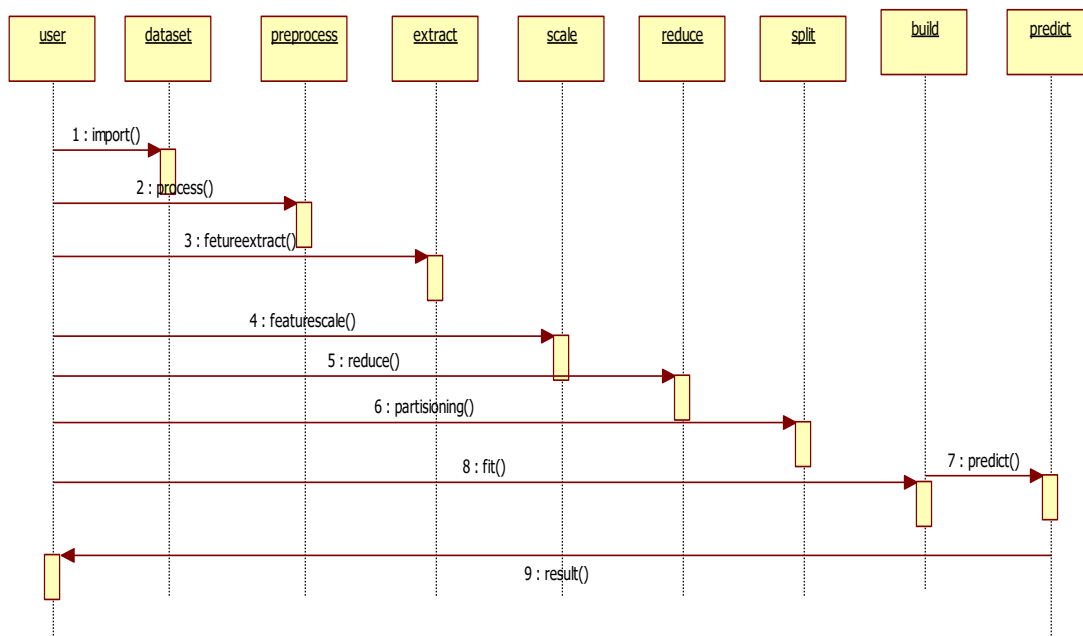 user
dataset
preprocess
extract
scale
reduce
split
build
predict
1 : import()
2 : process()
3 : fetureextract()
4 : featurescale()
5 : reduce()
6 : partisioning()
7 : predict()
8 : fit()
9 : result()